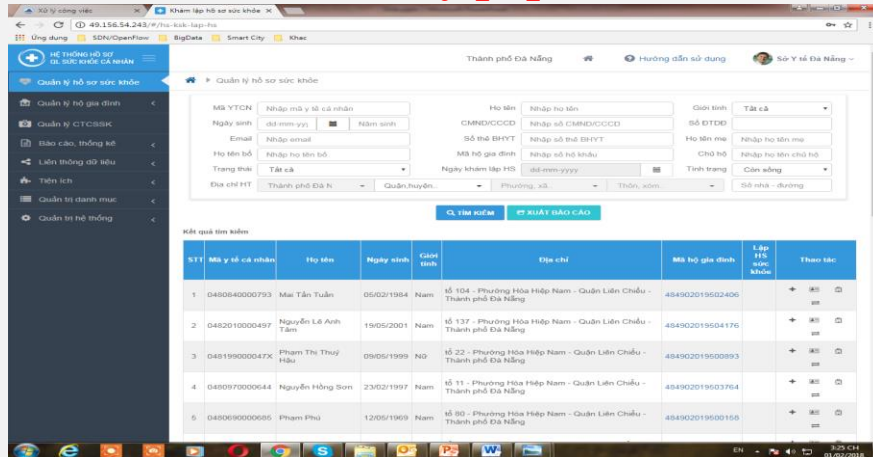 Xử lý công việc
Khám lập hồ sơ sức khỏe
49.156.54.243/#/hs-ksk-lap-hs
Ứng dụng SDN/OpenFlow BigData Smart City Khac
HỆ THỐNG HỒ SƠ
QL SỨC KHỎE CÁ NHÂN
Thành phố Đà Nẵng Hướng dẫn sử dụng Sở Y tế Đà Nẵng
Quản lý hồ sơ sức khỏe
Quản lý hộ gia đình
Quản lý CTCSSK
Báo cáo, thống kê
Liên thông dữ liệu
Tiện ích
Quản trị danh mục
Quản trị hệ thống
Quản lý hồ sơ sức khỏe
Mã YTCN Nhập mã y tế cá nhân Họ tên Nhập họ tên Giới tính Tất cả
Ngày sinh dd-mm-yyy Năm sinh CMND/CCCD Nhập số CMND/CCCD Số ĐTDĐ
Email Nhập email Số thẻ BHYT Nhập số thẻ BHYT Họ tên mẹ Nhập họ tên mẹ
Họ tên bố Nhập họ tên bố Mã hộ gia đình Nhập số hộ khẩu Chủ hộ Nhập họ tên chủ hộ
Trạng thái Tất cả Ngày khám lập HS dd-mm-yyyy Tình trạng Còn sống
Địa chỉ HT Thành phố Đà N Quận,huyện.. Phường, xã.. Thôn, xóm.. Số nhà - đường
TÌM KIẾM XUẤT BÁO CÁO
Kết quả tìm kiếm
STT Mã y tế cá nhân Họ tên Ngày sinh Giới tính Địa chỉ Mã hộ gia đình Lập HS sức khỏe Thao tác
1 0480840000793 Mai Tấn Tuấn 05/02/1984 Nam tổ 104 - Phường Hòa Hiệp Nam - Quận Liên Chiểu - Thành phố Đà Nẵng 484902019502406
2 0482010000497 Nguyễn Lê Anh Tâm 19/05/2001 Nam tổ 137 - Phường Hòa Hiệp Nam - Quận Liên Chiểu - Thành phố Đà Nẵng 484902019504176
3 048199000047X Phạm Thị Thuý Hậu 09/05/1999 Nữ tổ 22 - Phường Hòa Hiệp Nam - Quận Liên Chiểu - Thành phố Đà Nẵng 484902019500893
4 0480970000644 Nguyễn Hồng Sơn 23/02/1997 Nam tổ 11 - Phường Hòa Hiệp Nam - Quận Liên Chiểu - Thành phố Đà Nẵng 484902019503764
5 0480690000686 Phạm Phú 12/05/1969 Nam tổ 80 - Phường Hòa Hiệp Nam - Quận Liên Chiểu - Thành phố Đà Nẵng 484902019500158
EN 3:25 CH
01/02/2018